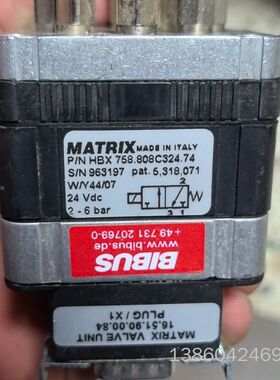 MATRIX MADE IN ITALY
P/N HBX 758.808C324.74
S/N 963197 pat. 5,318,071
W/Y44/07
24 Vdc
2 - 6 bar
2
3 1
BIBUS
www.bibus.de
+49 731 20769-0
MATRIX VALVE UNIT
16.51.90.00.84
PLUG / X1
1386042469